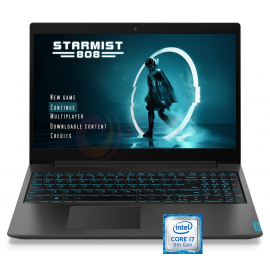 STARMIST
808
NEW GAME
CONTINUE
MULTIPLAYER
DOWNLOADABLE CONTENT
CREDITS
intel
CORE i7
9th Gen